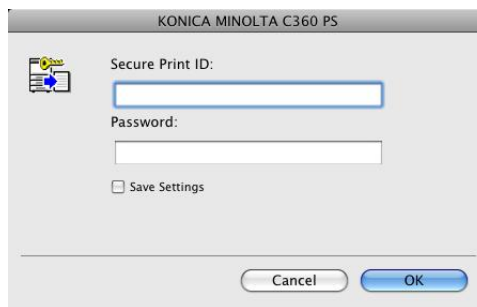 KONICA MINOLTA C360 PS
Secure Print ID:
Password:
Save Settings
Cancel OK